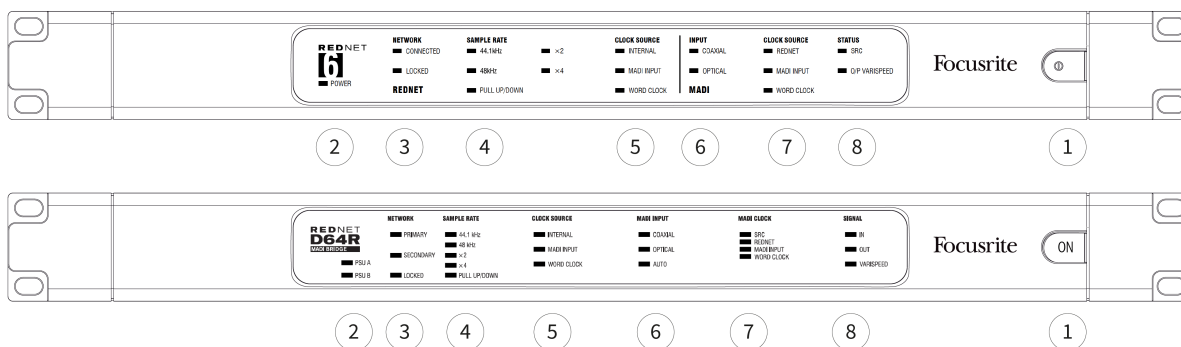 REDNET
6
POWER
NETWORK
CONNECTED
LOCKED
REDNET
SAMPLE RATE
44.1kHz
48kHz
PULL UP/DOWN
×2
×4
CLOCK SOURCE
INTERNAL
MADI INPUT
WORD CLOCK
INPUT
COAXIAL
OPTICAL
MADI
CLOCK SOURCE
REDNET
MADI INPUT
WORD CLOCK
STATUS
SRC
O/P VARISPEED
Focusrite
2 3 4 5 6 7 8 1
REDNET
D64R
MADI BRIDGE
PSU A
PSU B
NETWORK
PRIMARY
SECONDARY
LOCKED
SAMPLE RATE
44.1 kHz
48 kHz
×2
×4
PULL UP/DOWN
CLOCK SOURCE
INTERNAL
MADI INPUT
WORD CLOCK
MADI INPUT
COAXIAL
OPTICAL
AUTO
MADI CLOCK
SRC
REDNET
MADI INPUT
WORD CLOCK
SIGNAL
IN
OUT
VARISPEED
Focusrite
ON
2 3 4 5 6 7 8 1